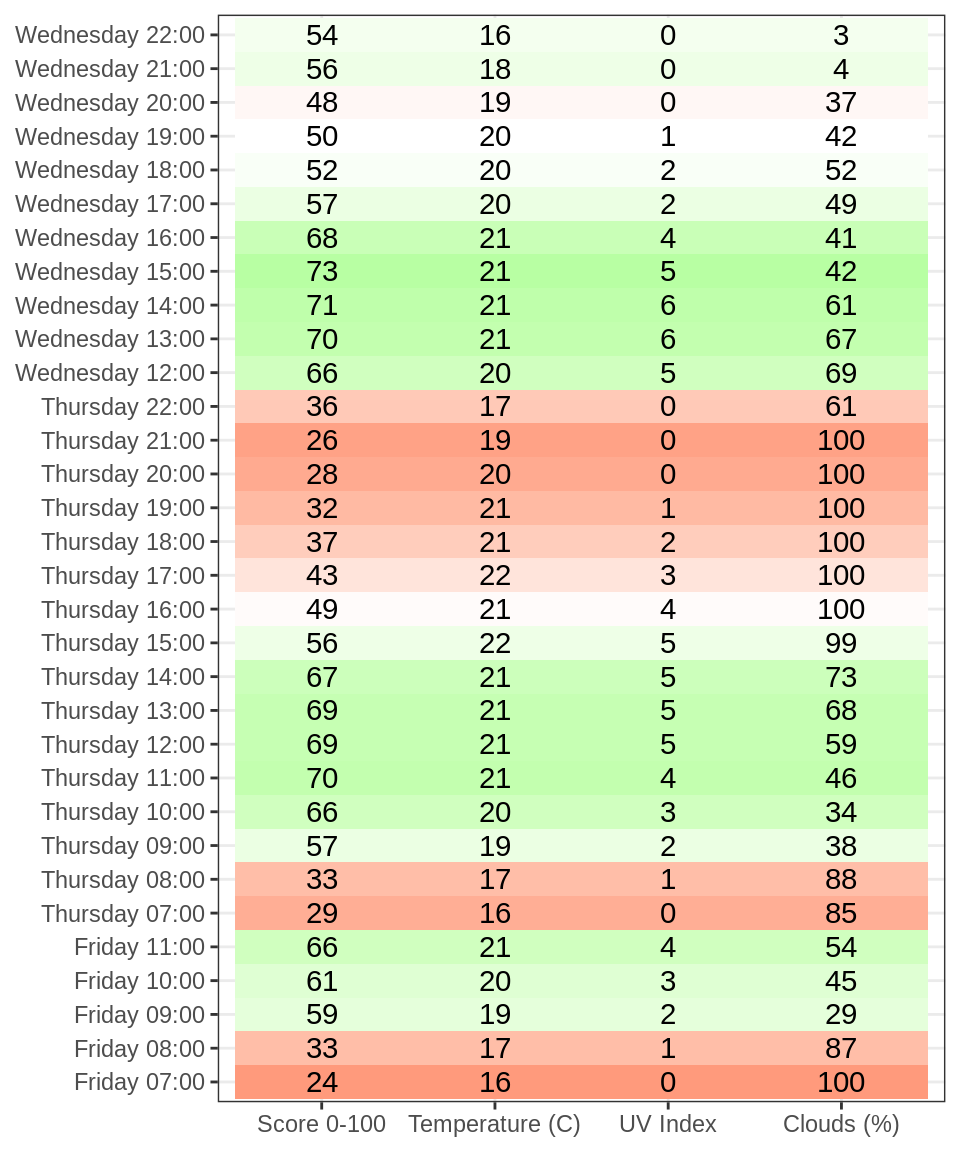 Wednesday 22:00 54 16 0 3
Wednesday 21:00 56 18 0 4
Wednesday 20:00 48 19 0 37
Wednesday 19:00 50 20 1 42
Wednesday 18:00 52 20 2 52
Wednesday 17:00 57 20 2 49
Wednesday 16:00 68 21 4 41
Wednesday 15:00 73 21 5 42
Wednesday 14:00 71 21 6 61
Wednesday 13:00 70 21 6 67
Wednesday 12:00 66 20 5 69
Thursday 22:00 36 17 0 61
Thursday 21:00 26 19 0 100
Thursday 20:00 28 20 0 100
Thursday 19:00 32 21 1 100
Thursday 18:00 37 21 2 100
Thursday 17:00 43 22 3 100
Thursday 16:00 49 21 4 100
Thursday 15:00 56 22 5 99
Thursday 14:00 67 21 5 73
Thursday 13:00 69 21 5 68
Thursday 12:00 69 21 5 59
Thursday 11:00 70 21 4 46
Thursday 10:00 66 20 3 34
Thursday 09:00 57 19 2 38
Thursday 08:00 33 17 1 88
Thursday 07:00 29 16 0 85
Friday 11:00 66 21 4 54
Friday 10:00 61 20 3 45
Friday 09:00 59 19 2 29
Friday 08:00 33 17 1 87
Friday 07:00 24 16 0 100
Score 0-100 Temperature (C) UV Index Clouds (%)